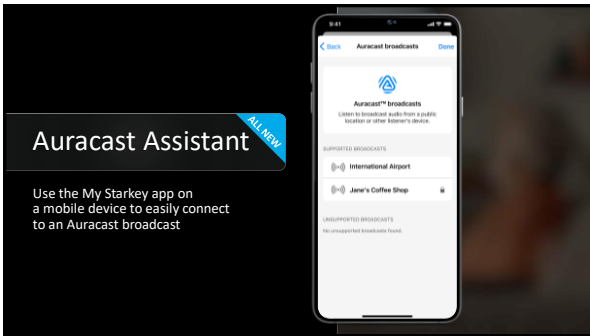 Auracast Assistant
ALL NEW
Use the My Starkey app on
a mobile device to easily connect
to an Auracast broadcast
9:41
Back Auracast broadcasts Done
Auracast™ broadcasts
Listen to broadcast audio from a public
location or other listener's device.
SUPPORTED BROADCASTS
International Airport
Jane's Coffee Shop
UNSUPPORTED BROADCASTS
No unsupported broadcasts found.